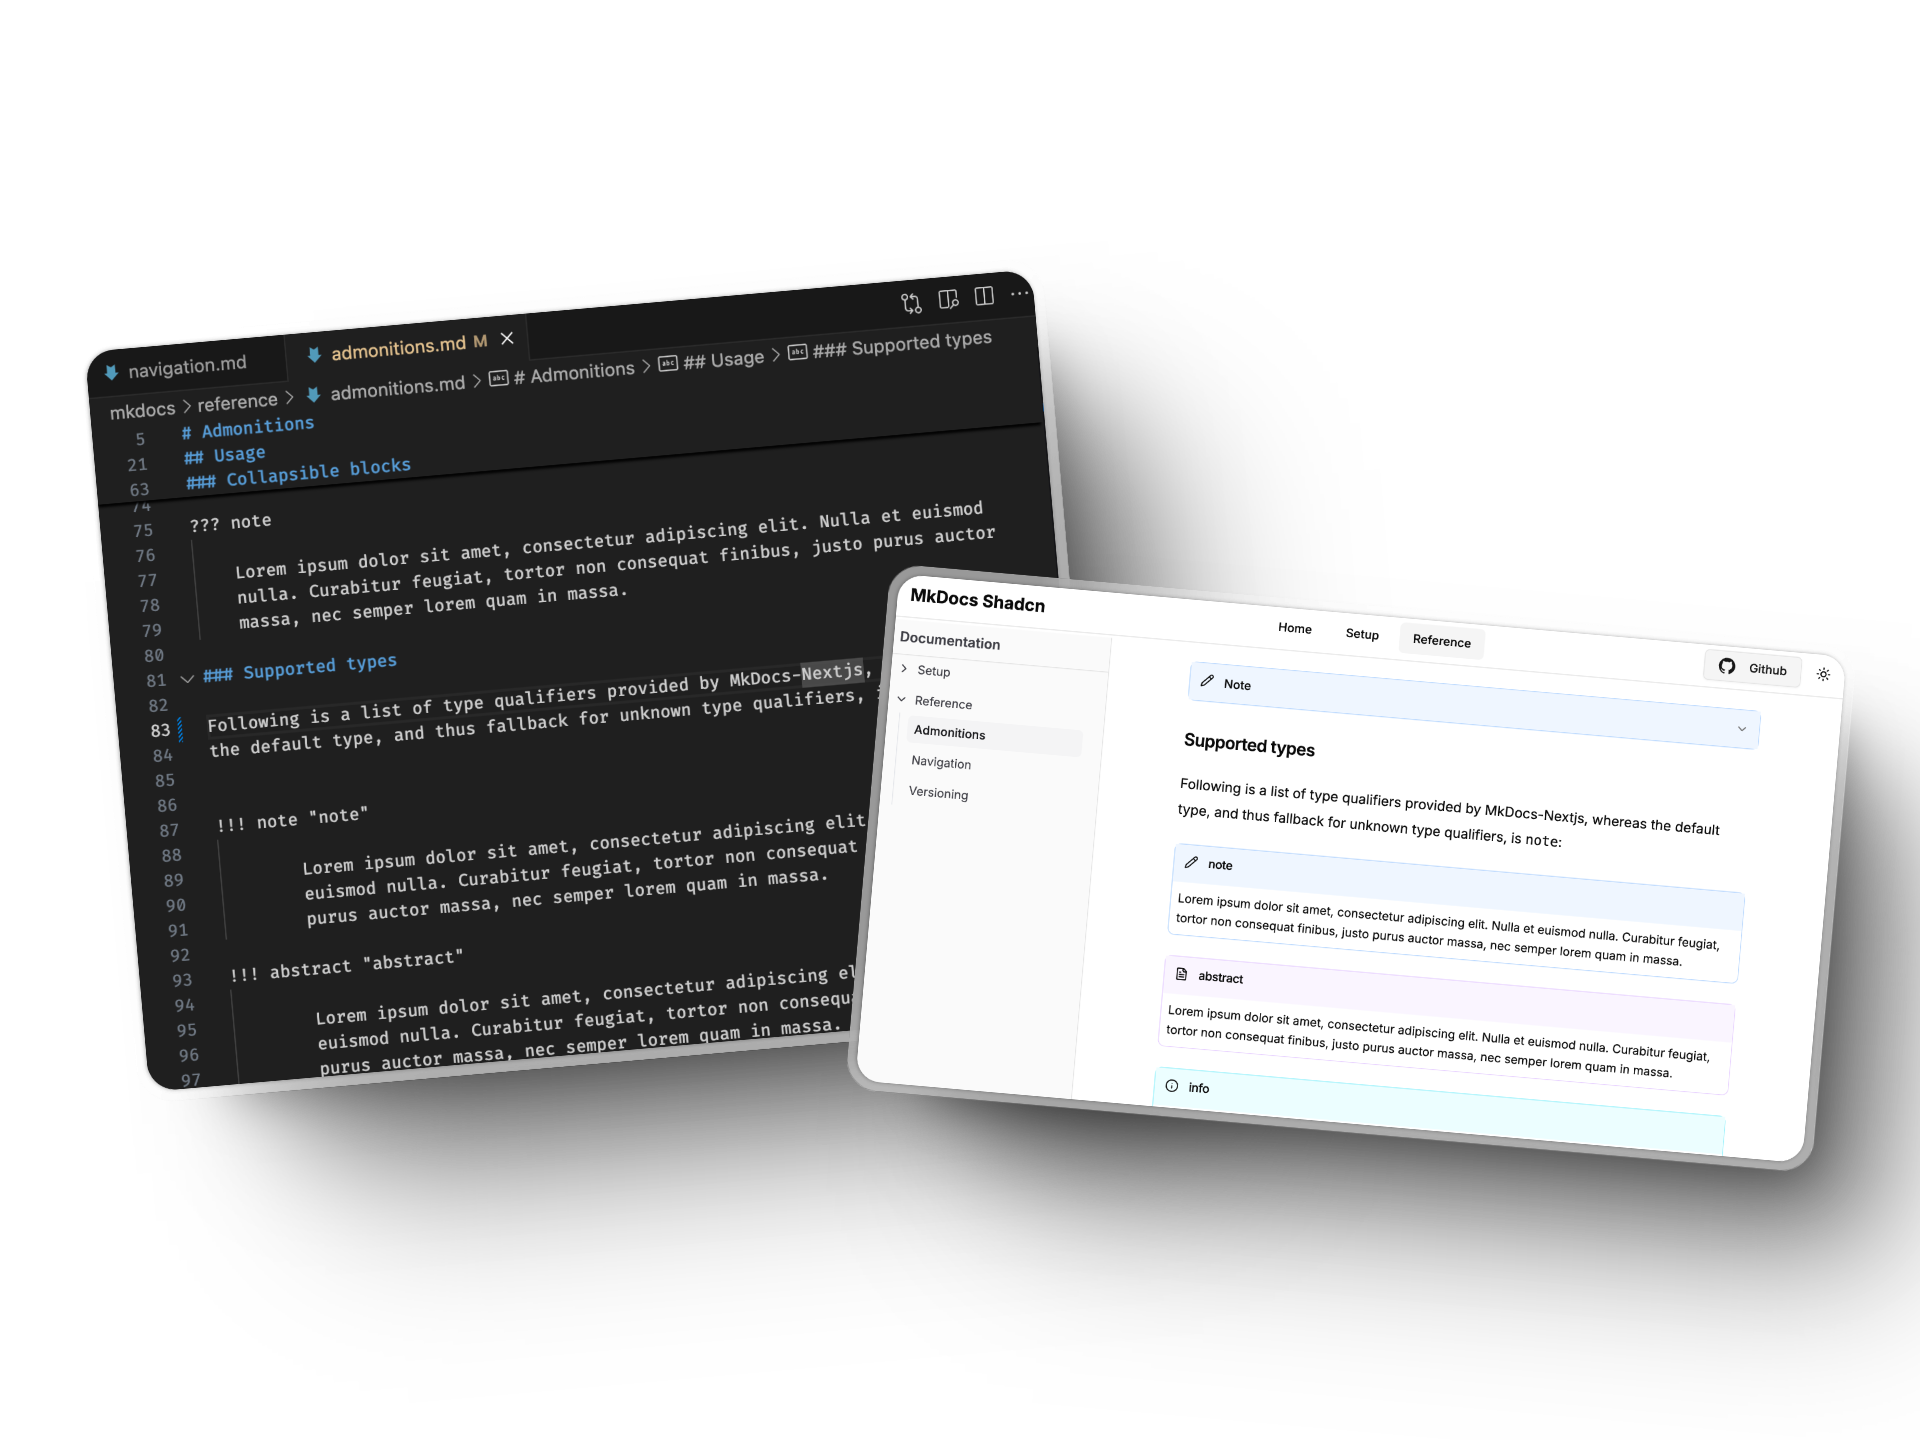 navigation.md
admonitions.md M
mkdocs > reference > admonitions.md > # Admonitions > ## Usage > ### Supported types
5 # Admonitions
21 ## Usage
63 ### Collapsible blocks
74
75 ??? note
76
77 Lorem ipsum dolor sit amet, consectetur adipiscing elit. Nulla et euismod
78 nulla. Curabitur feugiat, tortor non consequat finibus, justo purus auctor
79 massa, nec semper lorem quam in massa.
80
81 ### Supported types
82
83 Following is a list of type qualifiers provided by MkDocs-Nextjs,
84 the default type, and thus fallback for unknown type qualifiers,
85
86
87 !!! note "note"
88
89 Lorem ipsum dolor sit amet, consectetur adipiscing elit
90 euismod nulla. Curabitur feugiat, tortor non consequat
91 purus auctor massa, nec semper lorem quam in massa.
92
93 !!! abstract "abstract"
94
95 Lorem ipsum dolor sit amet, consectetur adipiscing el
96 euismod nulla. Curabitur feugiat, tortor non consequ
97 purus auctor massa, nec semper lorem quam in massa.
MkDocs Shadcn
Home
Setup
Reference
Github
Documentation
Setup
Reference
Admonitions
Navigation
Versioning
Note
Supported types
Following is a list of type qualifiers provided by MkDocs-Nextjs, whereas the default
type, and thus fallback for unknown type qualifiers, is note:
note
Lorem ipsum dolor sit amet, consectetur adipiscing elit. Nulla et euismod nulla. Curabitur feugiat,
tortor non consequat finibus, justo purus auctor massa, nec semper lorem quam in massa.
abstract
Lorem ipsum dolor sit amet, consectetur adipiscing elit. Nulla et euismod nulla. Curabitur feugiat,
tortor non consequat finibus, justo purus auctor massa, nec semper lorem quam in massa.
info